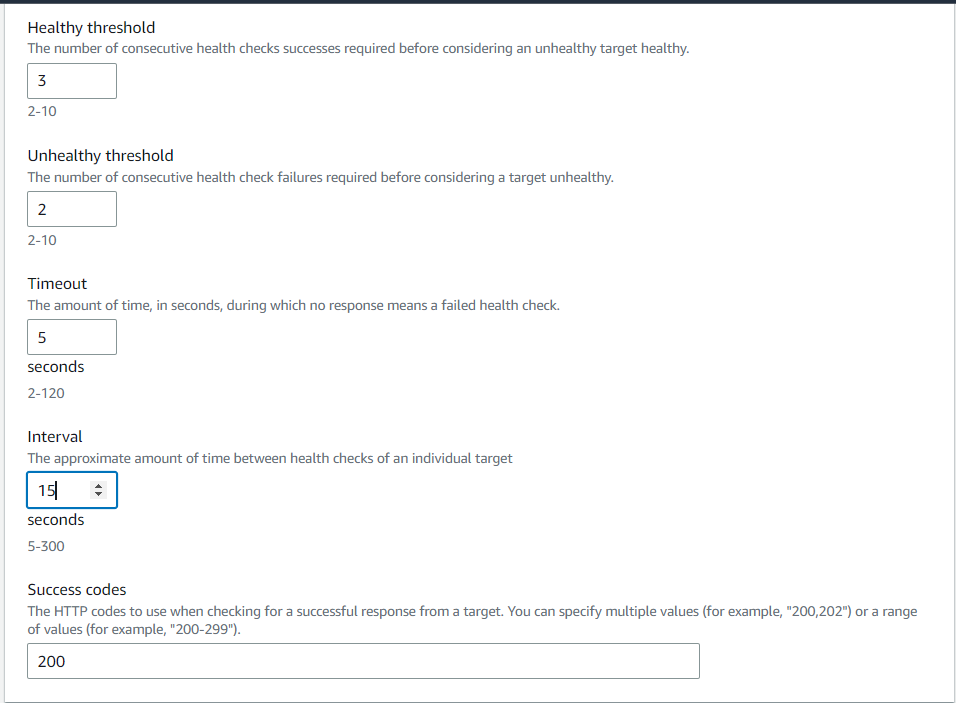 Healthy threshold
The number of consecutive health checks successes required before considering an unhealthy target healthy.
3
2-10
Unhealthy threshold
The number of consecutive health check failures required before considering a target unhealthy.
2
2-10
Timeout
The amount of time, in seconds, during which no response means a failed health check.
5
seconds
2-120
Interval
The approximate amount of time between health checks of an individual target
15
seconds
5-300
Success codes
The HTTP codes to use when checking for a successful response from a target. You can specify multiple values (for example, "200,202") or a range
of values (for example, "200-299").
200